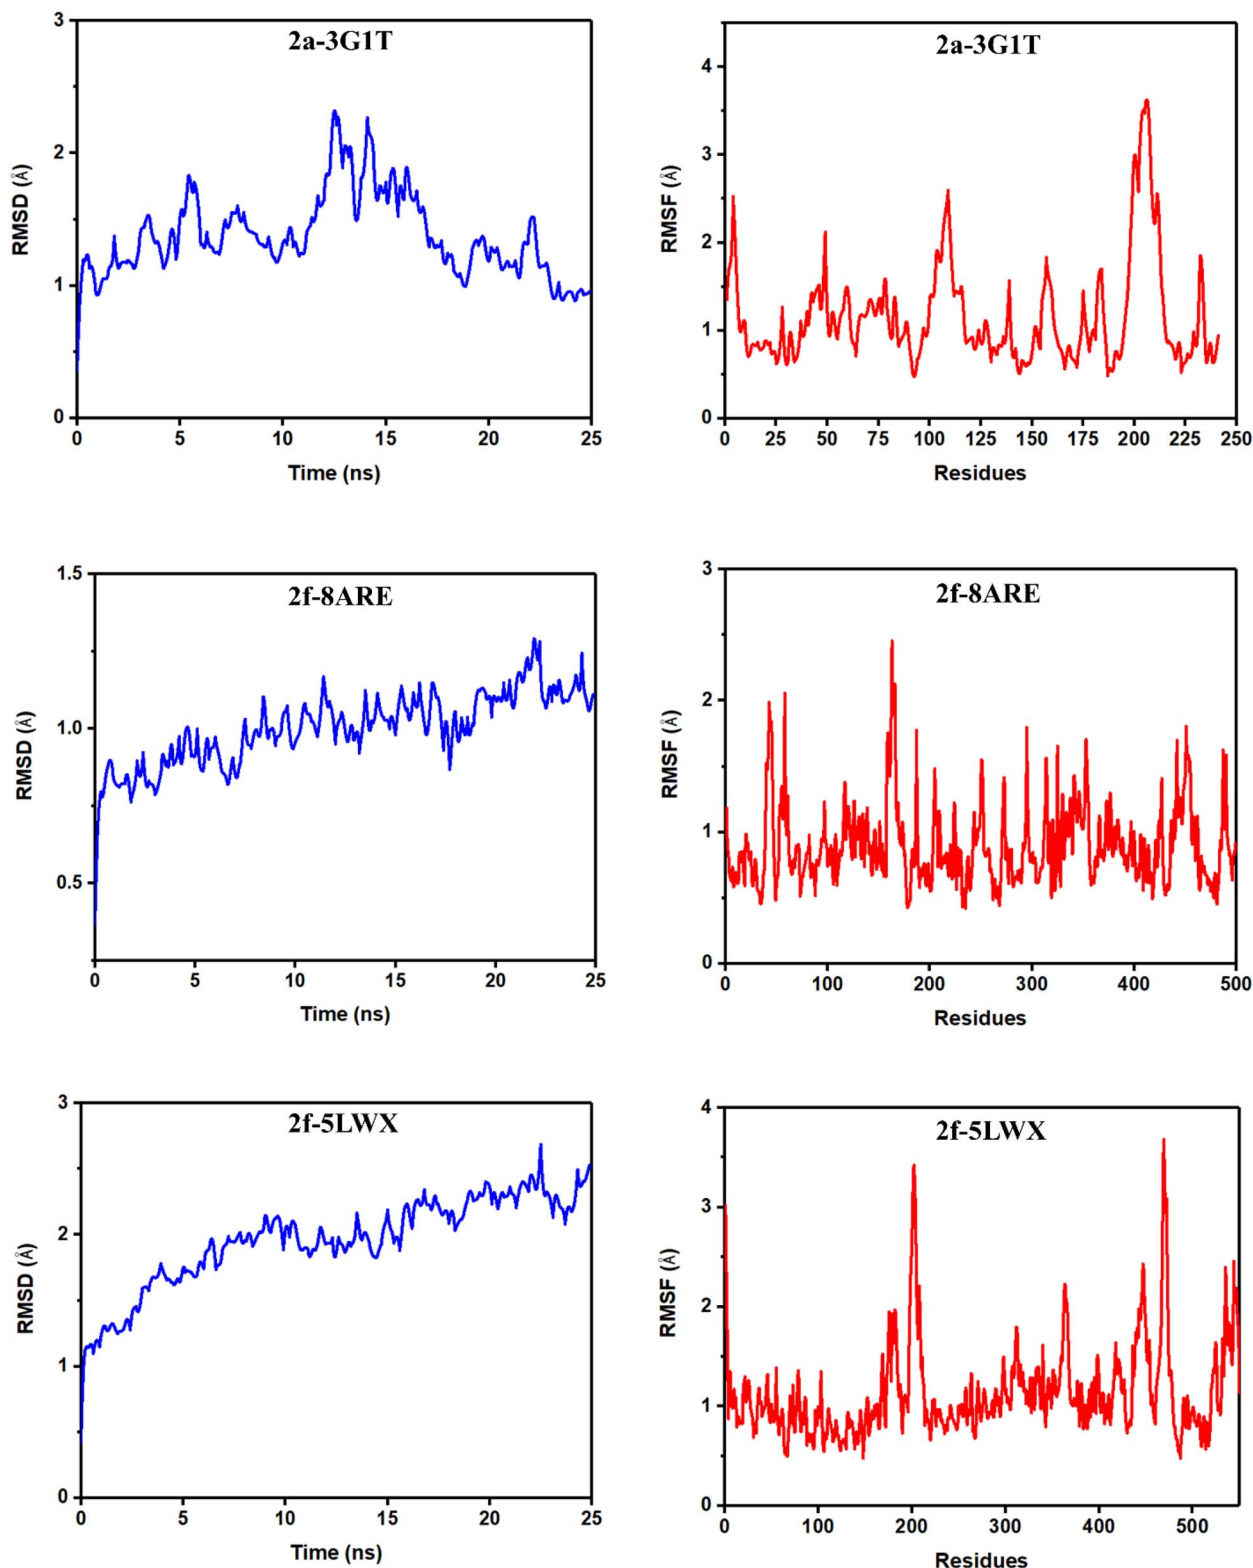 2a-3G1T
3
2
1
0
RMSD (Å)
0 5 10 15 20 25
Time (ns)
2a-3G1T
4
3
2
1
0
RMSF (Å)
0 25 50 75 100 125 150 175 200 225 250
Residues
2f-8ARE
1.5
1.0
0.5
RMSD (Å)
0 5 10 15 20 25
Time (ns)
2f-8ARE
3
2
1
0
RMSF (Å)
0 100 200 300 400 500
Residues
2f-5LWX
3
2
1
0
RMSD (Å)
0 5 10 15 20 25
Time (ns)
2f-5LWX
4
3
2
1
0
RMSF (Å)
0 100 200 300 400 500
Residues